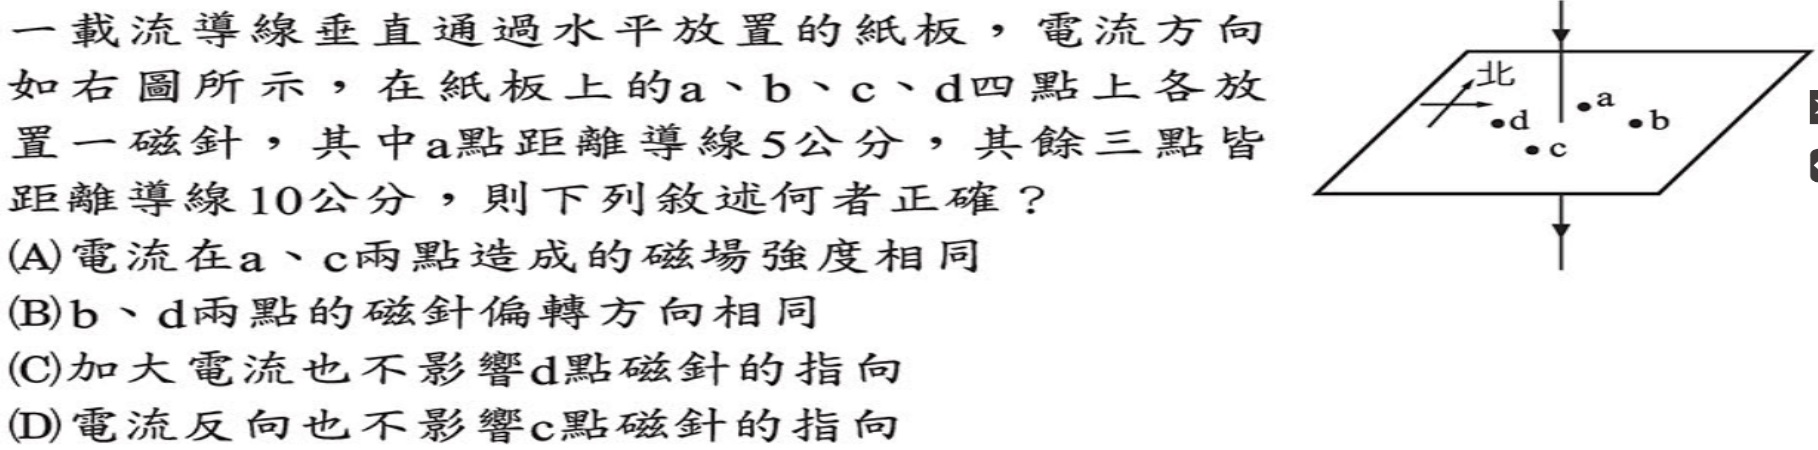 一載流導線垂直通過水平放置的紙板，電流方向
如右圖所示，在紙板上的a、b、c、d四點上各放
置一磁針，其中a點距離導線5公分，其餘三點皆
距離導線10公分，則下列敘述何者正確？
(A)電流在a、c兩點造成的磁場強度相同
(B)b、d兩點的磁針偏轉方向相同
(C)加大電流也不影響d點磁針的指向
(D)電流反向也不影響c點磁針的指向
北
a
b
c
d